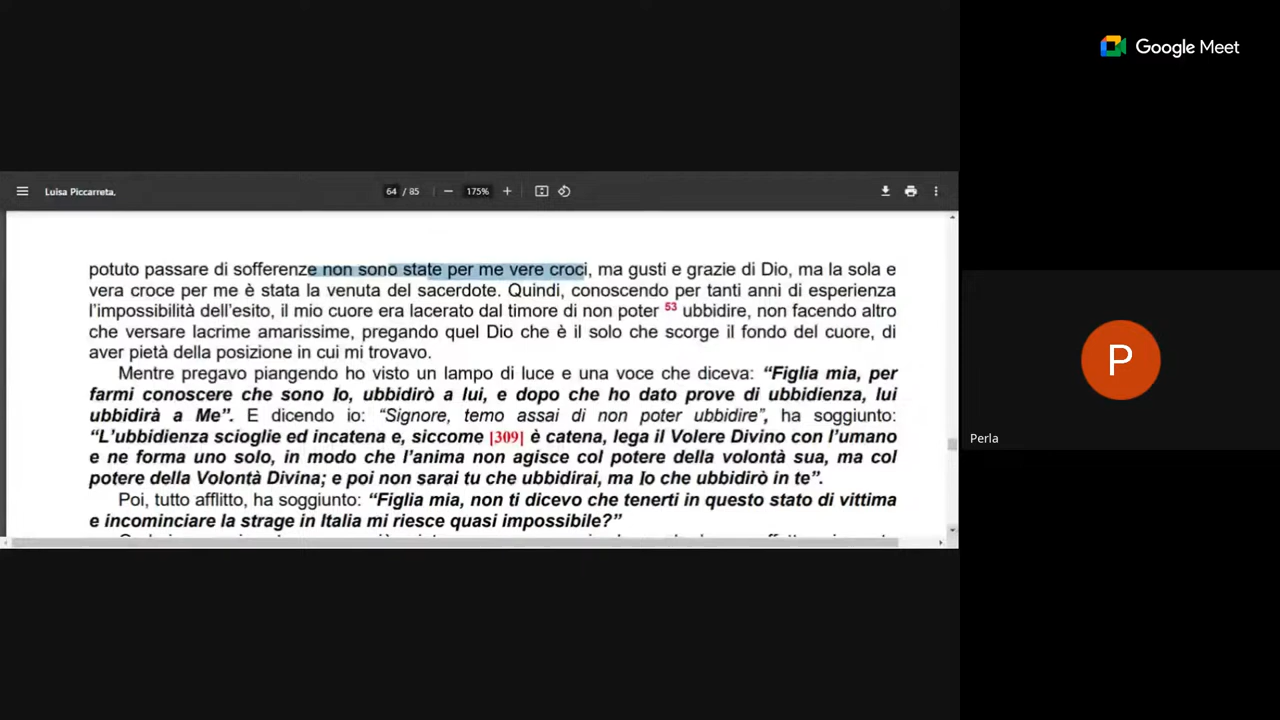 Google Meet
Luisa Piccarreta.
64 / 85
175%
potuto passare di sofferenze non sono state per me vere croci, ma gusti e grazie di Dio, ma la sola e
vera croce per me è stata la venuta del sacerdote. Quindi, conoscendo per tanti anni di esperienza
l’impossibilità dell’esito, il mio cuore era lacerato dal timore di non poter 53 ubbidire, non facendo altro
che versare lacrime amarissime, pregando quel Dio che è il solo che scorge il fondo del cuore, di
aver pietà della posizione in cui mi trovavo.
Mentre pregavo piangendo ho visto un lampo di luce e una voce che diceva: “Figlia mia, per
farmi conoscere che sono Io, ubbidirò a lui, e dopo che ho dato prove di ubbidienza, lui
ubbidirà a Me”. E dicendo io: “Signore, temo assai di non poter ubbedire”, ha soggiunto:
“L’ubbidienza scioglie ed incatena e, siccome [309] è catena, lega il Volere Divino con l’umano
e ne forma uno solo, in modo che l’anima non agisce col potere della volontà sua, ma col
potere della Volontà Divina; e poi non sarai tu che ubbidirai, ma Io che ubbidirò in te”.
Poi, tutto afflitto, ha soggiunto: “Figlia mia, non ti dicevo che tenerti in questo stato di vittima
e incominciare la strage in Italia mi riesce quasi impossibile?”
P
Perla